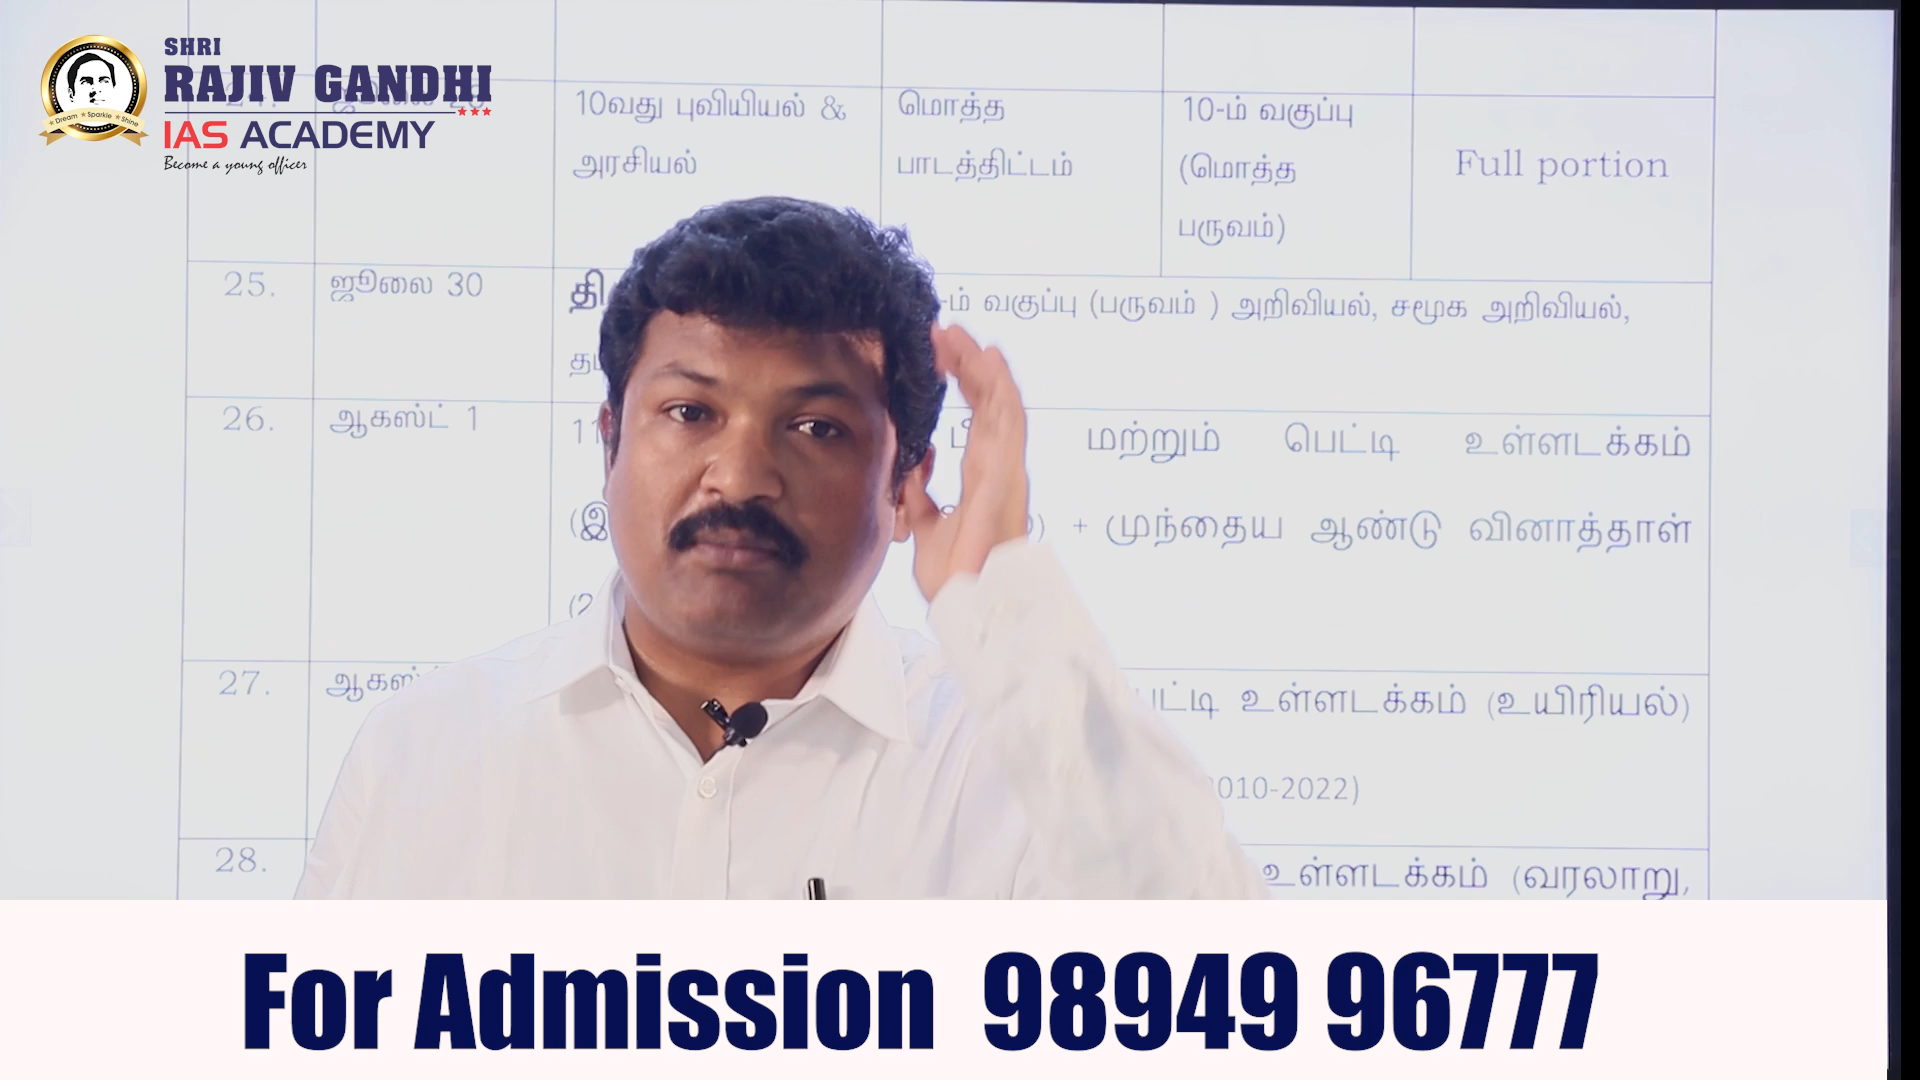 SHRI
RAJIV GANDHI
IAS ACADEMY
Become a young officer
Dream Sparkle Shine
24. ஜூலை 28 10வது புவியியல் & மொத்த 10-ம் வகுப்பு
அரசியல் பாடத்திட்டம் (மொத்த Full portion
பருவம்)
25. ஜூலை 30 -ம் வகுப்பு (பருவம் ) அறிவியல், சமூக அறிவியல்,
26. ஆகஸ்ட் 1 மற்றும் பெட்டி உள்ளடக்கம்
+ முந்தைய ஆண்டு வினாத்தாள்
27. உள்ளடக்கம் (உயிரியல்)
2010-2022)
28. உள்ளடக்கம் (வரலாறு,
For Admission 98949 96777